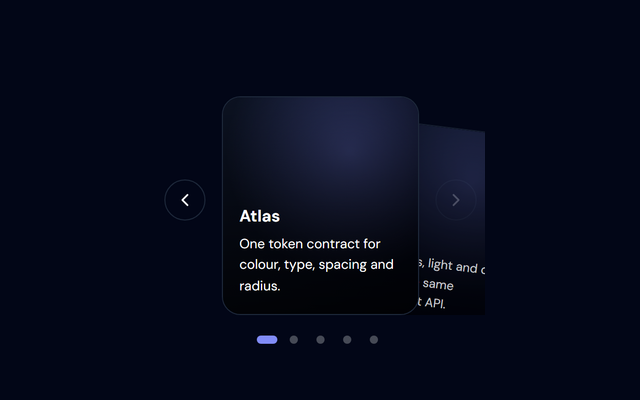 Atlas
One token contract for
colour, type, spacing and
radius.
light and
same
API.